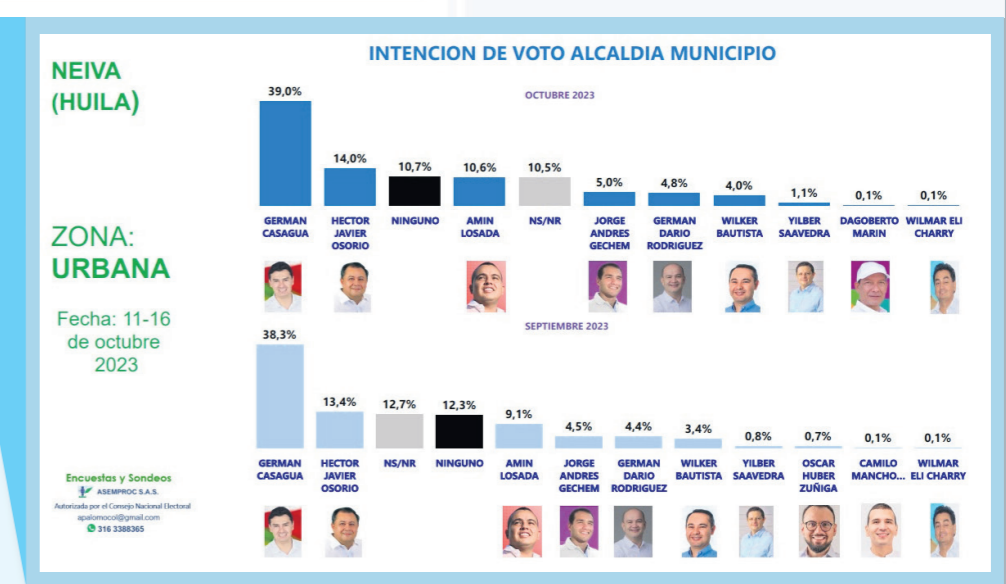 INTENCION DE VOTO ALCALDIA MUNICIPIO
NEIVA
(HUILA)
ZONA:
URBANA
Fecha: 11-16
de octubre
2023
Encuestas y Sondeos
ASEMPROC S.A.S.
Autorizada por el Consejo Nacional Electoral
apalomocol@gmail.com
316 3388365
OCTUBRE 2023
39,0%
14,0%
10,7%
10,6%
10,5%
5,0%
4,8%
4,0%
1,1%
0,1%
0,1%
GERMAN
CASAGUA
HECTOR
JAVIER
OSORIO
NINGUNO
AMIN
LOSADA
NS/NR
JORGE
ANDRES
GECHEM
GERMAN
DARIO
RODRIGUEZ
WILKER
BAUTISTA
YILBER
SAAVEDRA
DAGOBERTO
MARIN
WILMAR ELI
CHARRY
SEPTIEMBRE 2023
38,3%
13,4%
12,7%
12,3%
9,1%
4,5%
4,4%
3,4%
0,8%
0,7%
0,1%
0,1%
GERMAN
CASAGUA
HECTOR
JAVIER
OSORIO
NS/NR
NINGUNO
AMIN
LOSADA
JORGE
ANDRES
GECHEM
GERMAN
DARIO
RODRIGUEZ
WILKER
BAUTISTA
YILBER
SAAVEDRA
OSCAR
HUBER
ZUÑIGA
CAMILO
MANCHO...
WILMAR
ELI CHARRY